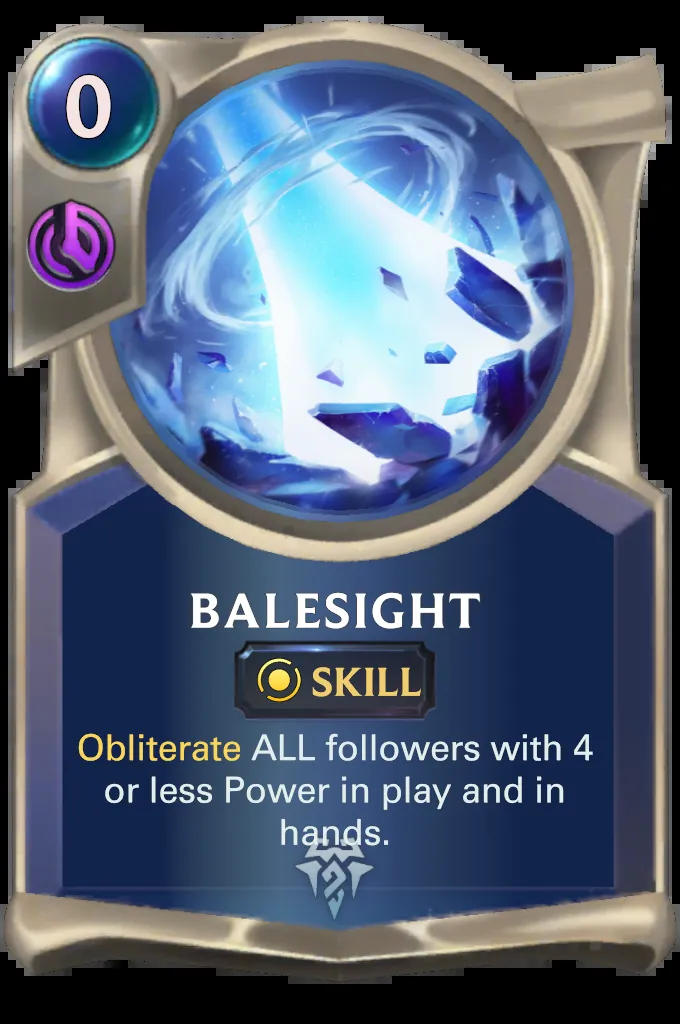 0
BALESIGHT
SKILL
Obliterate ALL followers with 4
or less Power in play and in
hands.